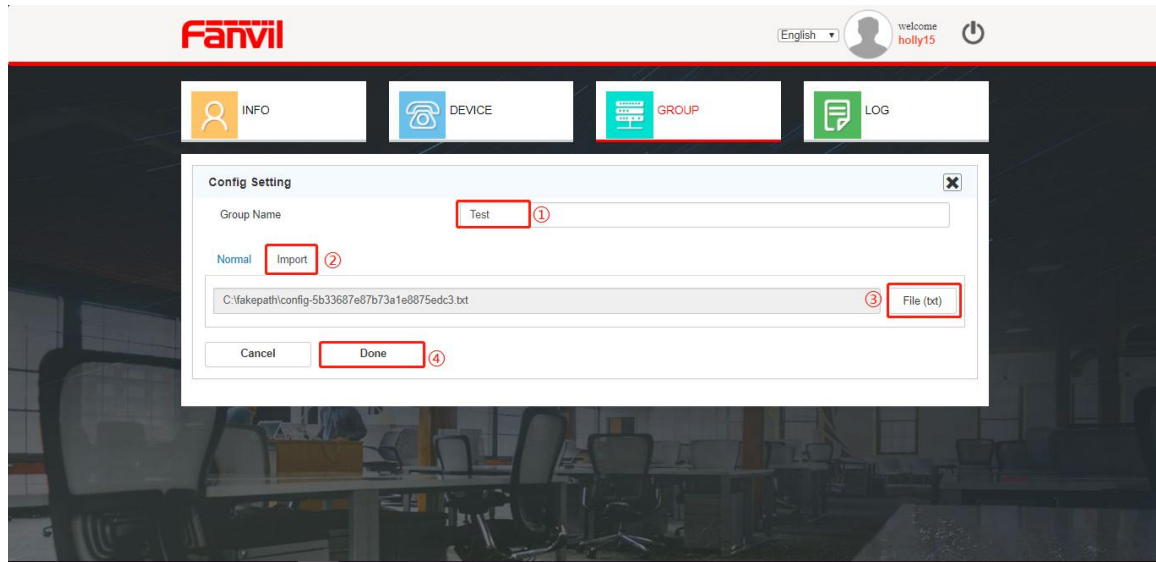 Fanvil
English
welcome
holly15
INFO
DEVICE
GROUP
LOG
Config Setting
Group Name
Test
①
Normal
Import
②
C:\fakepath\config-5b33687e87b73a1e8875edc3.txt
③
File (txt)
Cancel
Done
④